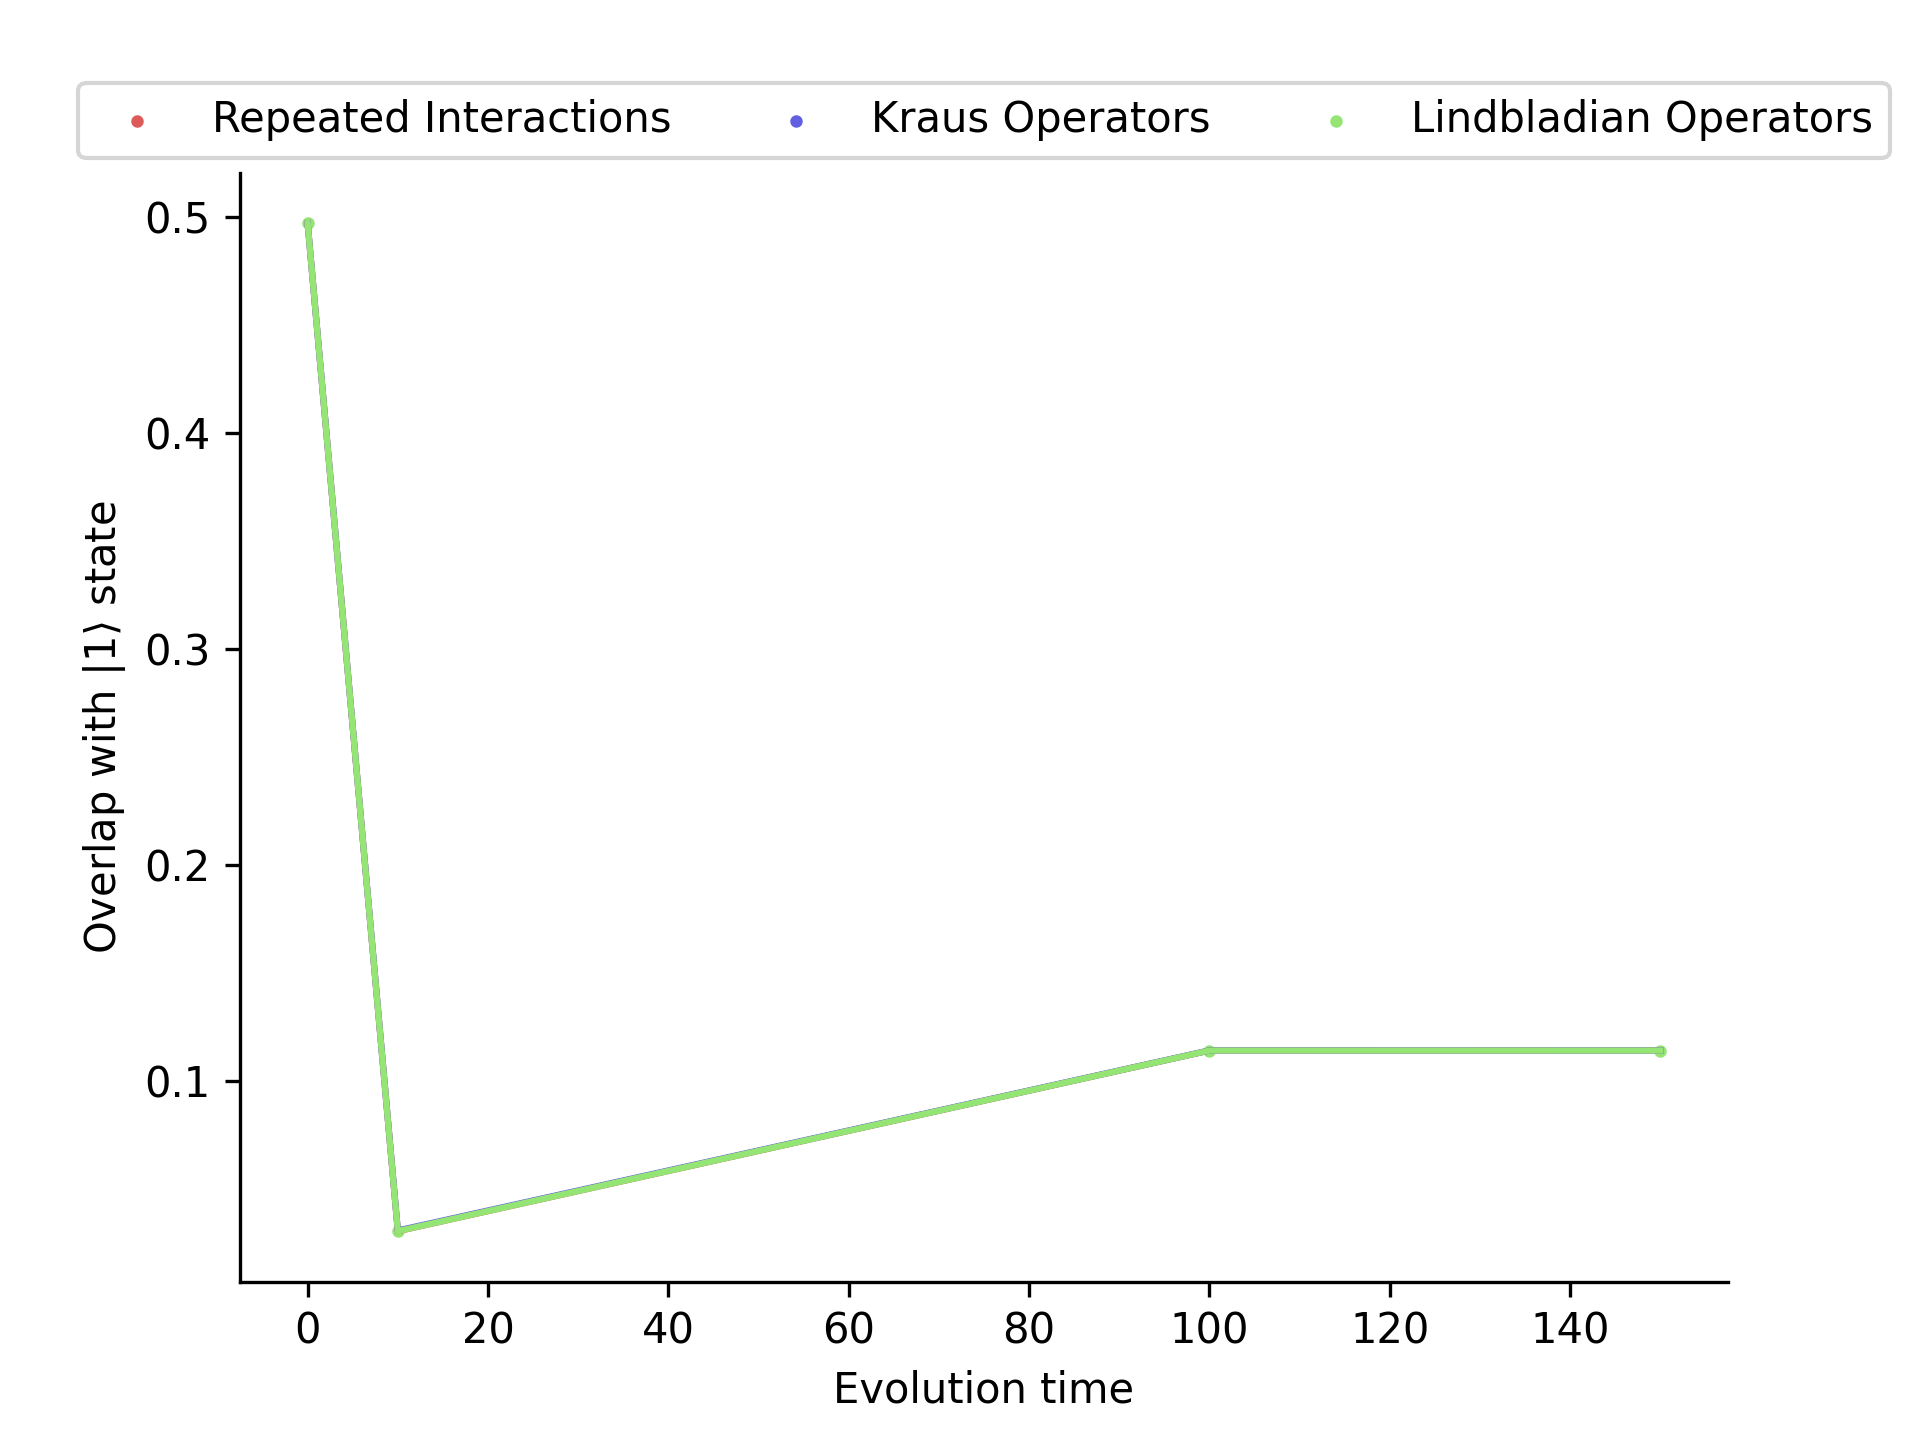 Repeated Interactions Kraus Operators Lindbladian Operators
0.5
0.4
0.3
0.2
0.1
Overlap with |1⟩ state
0 20 40 60 80 100 120 140
Evolution time